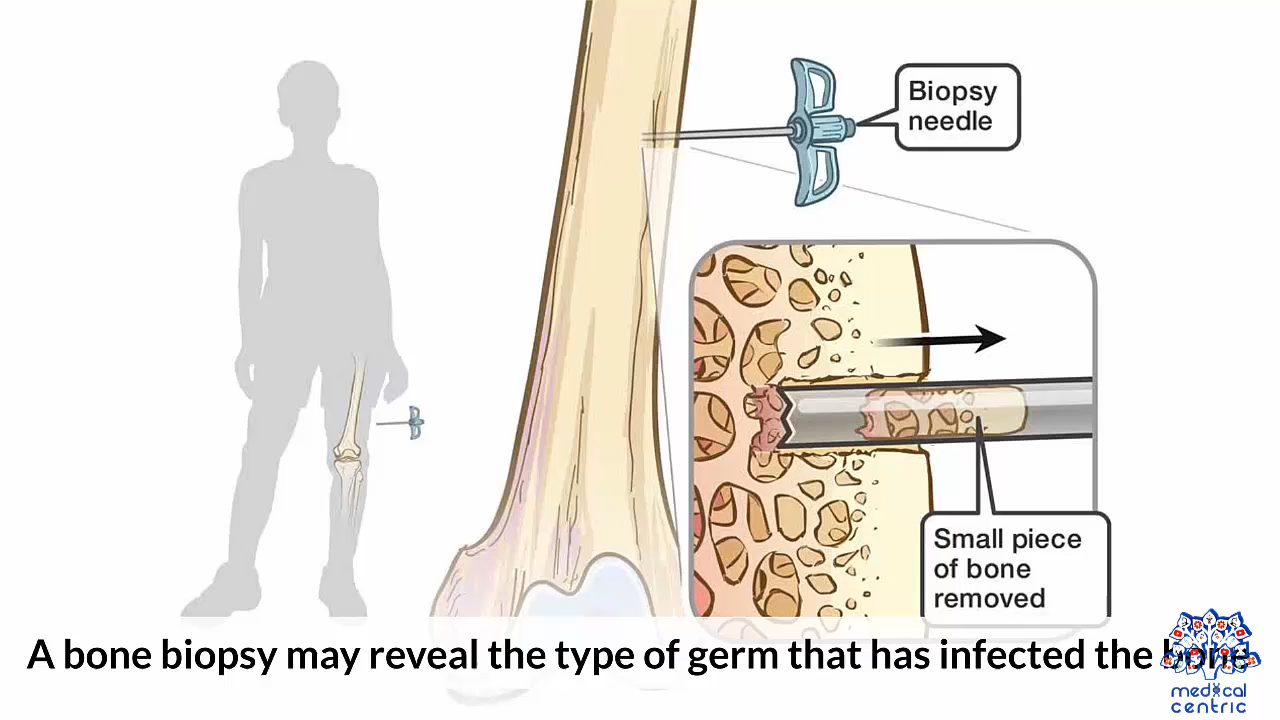 Biopsy
needle
Small piece
of bone
removed
A bone biopsy may reveal the type of germ that has infected the bone
medical
centric